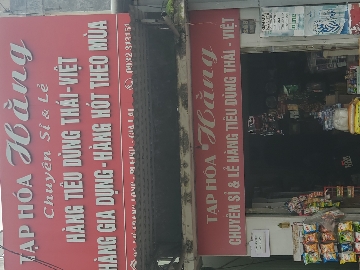 TẠP HÓA Hằng
Chuyên Sỉ & Lẻ
HÀNG TIÊU DÙNG THÁI - VIỆT
HÀNG GIA DỤNG - HÀNG HÓT THEO MÙA
TẠP HÓA Hằng
CHUYÊN SỈ & LẺ HÀNG TIÊU DÙNG THÁI - VIỆT